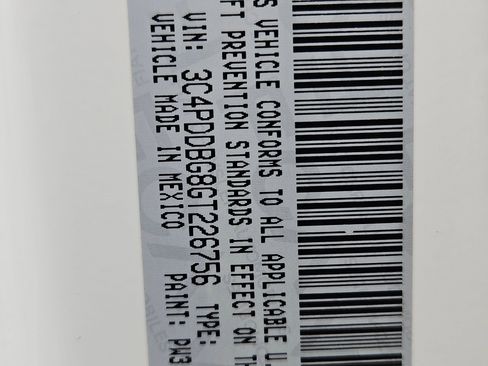 S VEHICLE CONFORMS TO ALL APPLICABLE U.
FT PREVENTION STANDARDS IN EFFECT ON TH
VIN: 3C4PDDBG8GT226756 TYPE:
VEHICLE MADE IN MEXICO PAINT: PW3